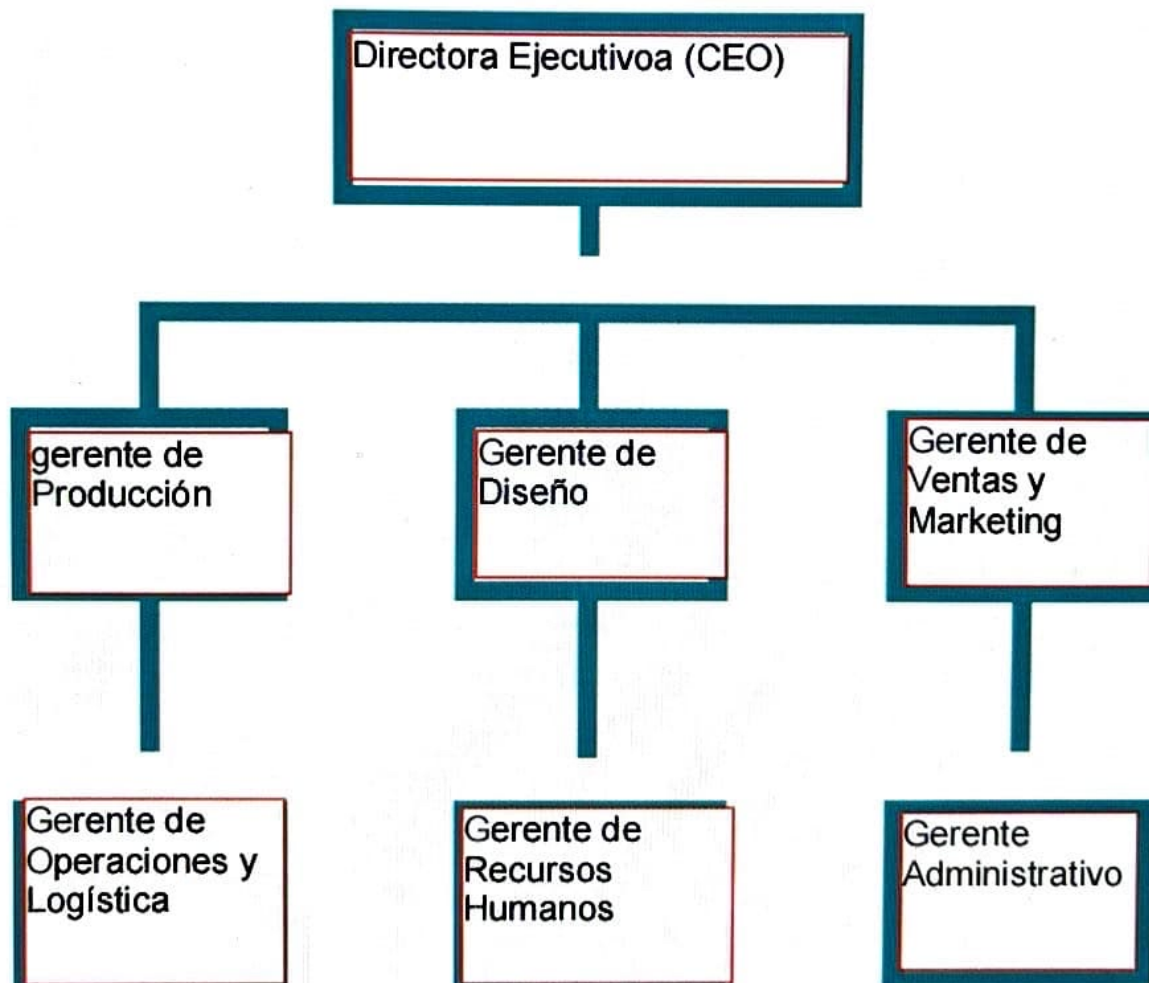 Directora Ejecutivoa (CEO)
gerente de
Producción
Gerente de
Diseño
Gerente de
Ventas y
Marketing
Gerente de
Operaciones y
Logística
Gerente de
Recursos
Humanos
Gerente
Administrativo